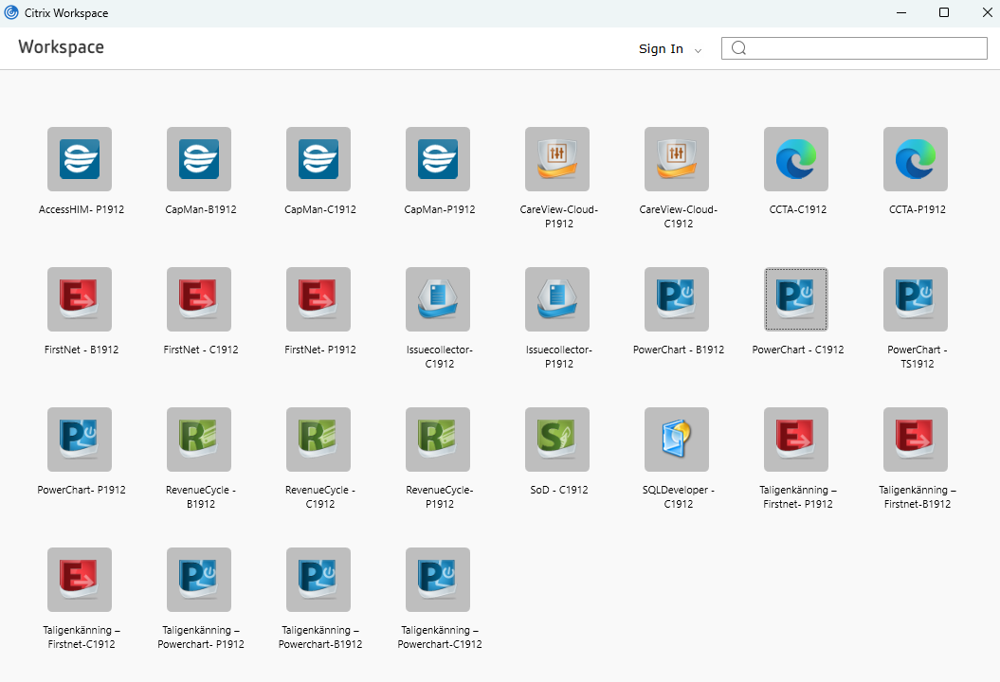 Citrix Workspace
Workspace
Sign In
AccessHIM- P1912
CapMan-B1912
CapMan-C1912
CapMan-P1912
CareView-Cloud-
P1912
CareView-Cloud-
C1912
CCTA-C1912
CCTA-P1912
FirstNet - B1912
FirstNet - C1912
FirstNet- P1912
Issuecollector-
C1912
Issuecollector-
P1912
PowerChart - B1912
PowerChart - C1912
PowerChart -
TS1912
PowerChart- P1912
RevenueCycle -
B1912
RevenueCycle -
C1912
RevenueCycle-
P1912
SoD - C1912
SQLDeveloper -
C1912
Taligenkänning –
Firstnet- P1912
Taligenkänning –
Firstnet-B1912
Taligenkänning –
Firstnet-C1912
Taligenkänning –
Powerchart- P1912
Taligenkänning –
Powerchart-B1912
Taligenkänning –
Powerchart-C1912